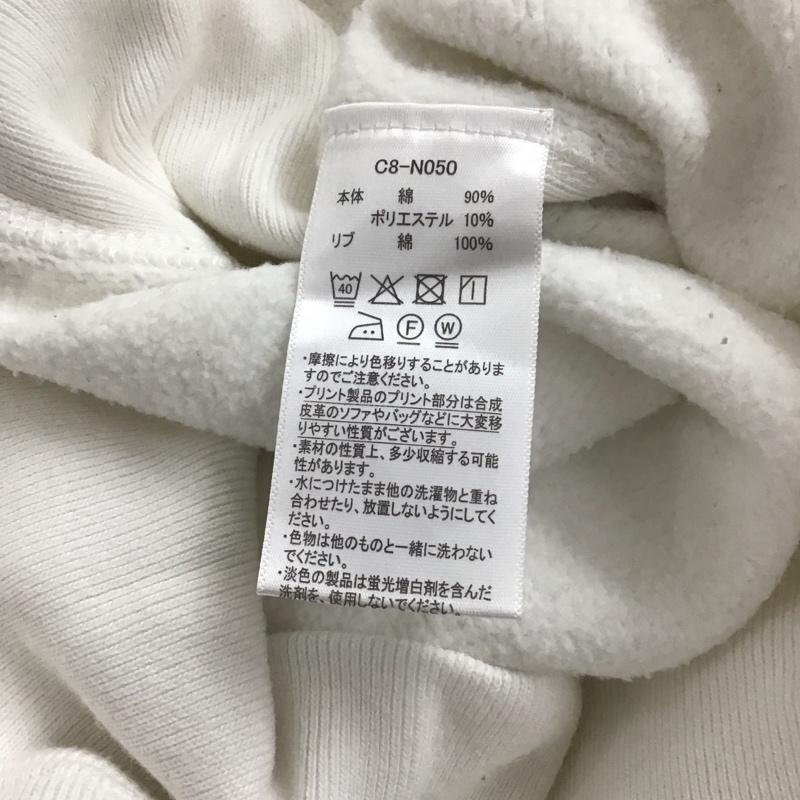 C8-N050
本体 綿 90%
ポリエステル 10%
リブ 綿 100%
40
F W
・摩擦により色移りすることがありま
すのでご注意ください。
・プリント製品のプリント部分は合成
皮革のソファやバッグなどに大変移
りやすい性質がございます。
・素材の性質上、多少収縮する可能
性があります。
・水につけたまま他の洗濯物と重ね
合わせたり、放置しないようにしてく
ださい。
・色物は他のものと一緒に洗わない
でください。
・淡色の製品は蛍光増白剤を含んだ
洗剤を、使用しないでください。